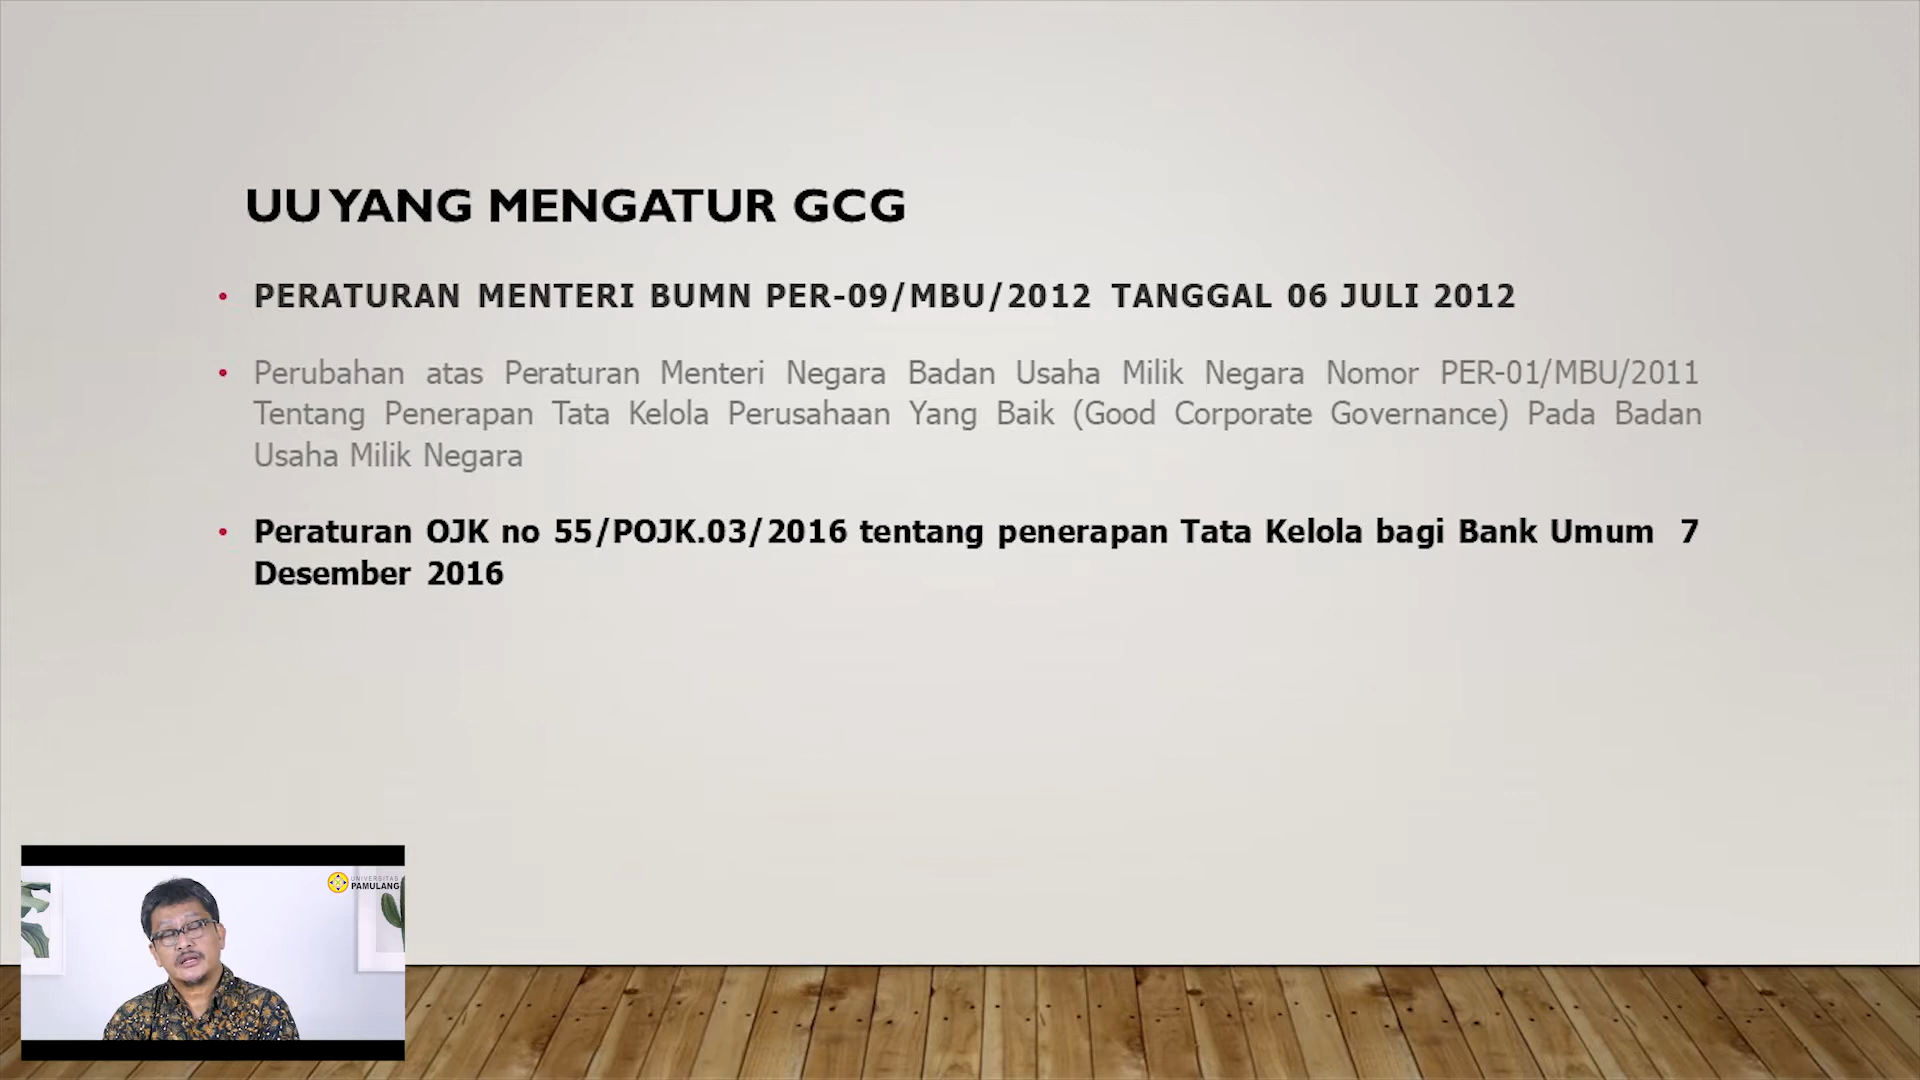 UU YANG MENGATUR GCG
• PERATURAN MENTERI BUMN PER-09/MBU/2012 TANGGAL 06 JULI 2012
• Perubahan atas Peraturan Menteri Negara Badan Usaha Milik Negara Nomor PER-01/MBU/2011
Tentang Penerapan Tata Kelola Perusahaan Yang Baik (Good Corporate Governance) Pada Badan
Usaha Milik Negara
• Peraturan OJK no 55/POJK.03/2016 tentang penerapan Tata Kelola bagi Bank Umum 7
Desember 2016
UNIVERSITAS
PAMULANG